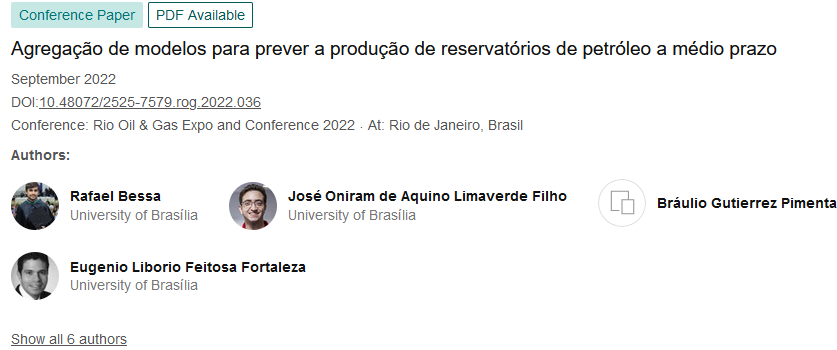 Conference Paper PDF Available
Agregação de modelos para prever a produção de reservatórios de petróleo a médio prazo
September 2022
DOI:10.48072/2525-7579.rog.2022.036
Conference: Rio Oil & Gas Expo and Conference 2022 · At: Rio de Janeiro, Brasil
Authors:
Rafael Bessa
University of Brasília
José Oniram de Aquino Limaverde Filho
University of Brasília
Bráulio Gutierrez Pimenta
Eugenio Liborio Feitosa Fortaleza
University of Brasília
Show all 6 authors